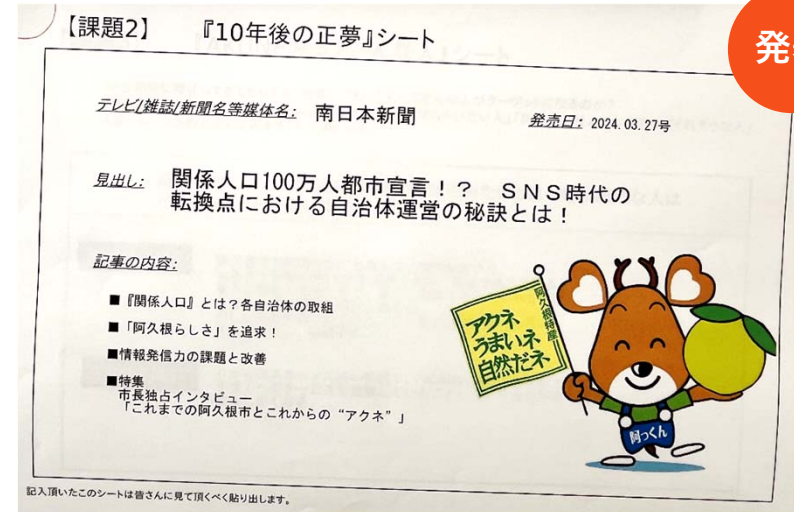 【課題2】 『10年後の正夢』シート
発
テレビ/雑誌/新聞名等媒体名: 南日本新聞 発売日: 2024.03.27号
見出し: 関係人口100万人都市宣言！？ ＳＮＳ時代の
転換点における自治体運営の秘訣とは！
記事の内容:
■『関係人口』とは？各自治体の取組
■「阿久根らしさ」を追求！
■情報発信力の課題と改善
■特集
市長独占インタビュー
「これまでの阿久根市とこれからの“アクネ”」
阿久根特産
アクネ
うまいネ
自然だネ
阿っくん
記入頂いたこのシートは皆さんに見て頂くべく貼り出します。